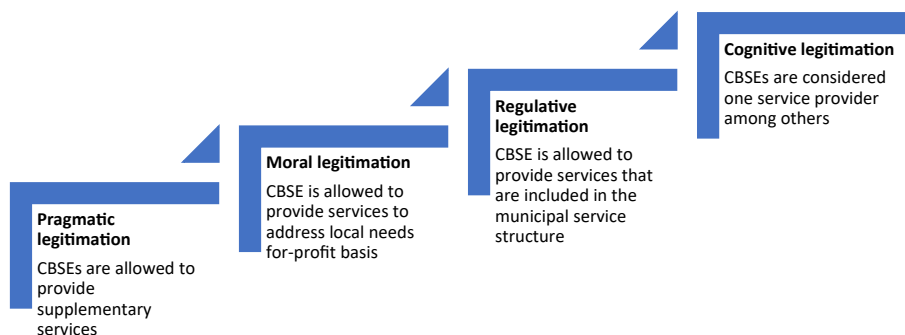 Pragmatic
legitimation
CBSEs are allowed to
provide
supplementary
services
Moral legitimation
CBSE is allowed to
provide services to
address local needs
for-profit basis
Regulative
legitimation
CBSE is allowed to
provide services that
are included in the
municipal service
structure
Cognitive legitimation
CBSEs are considered
one service provider
among others